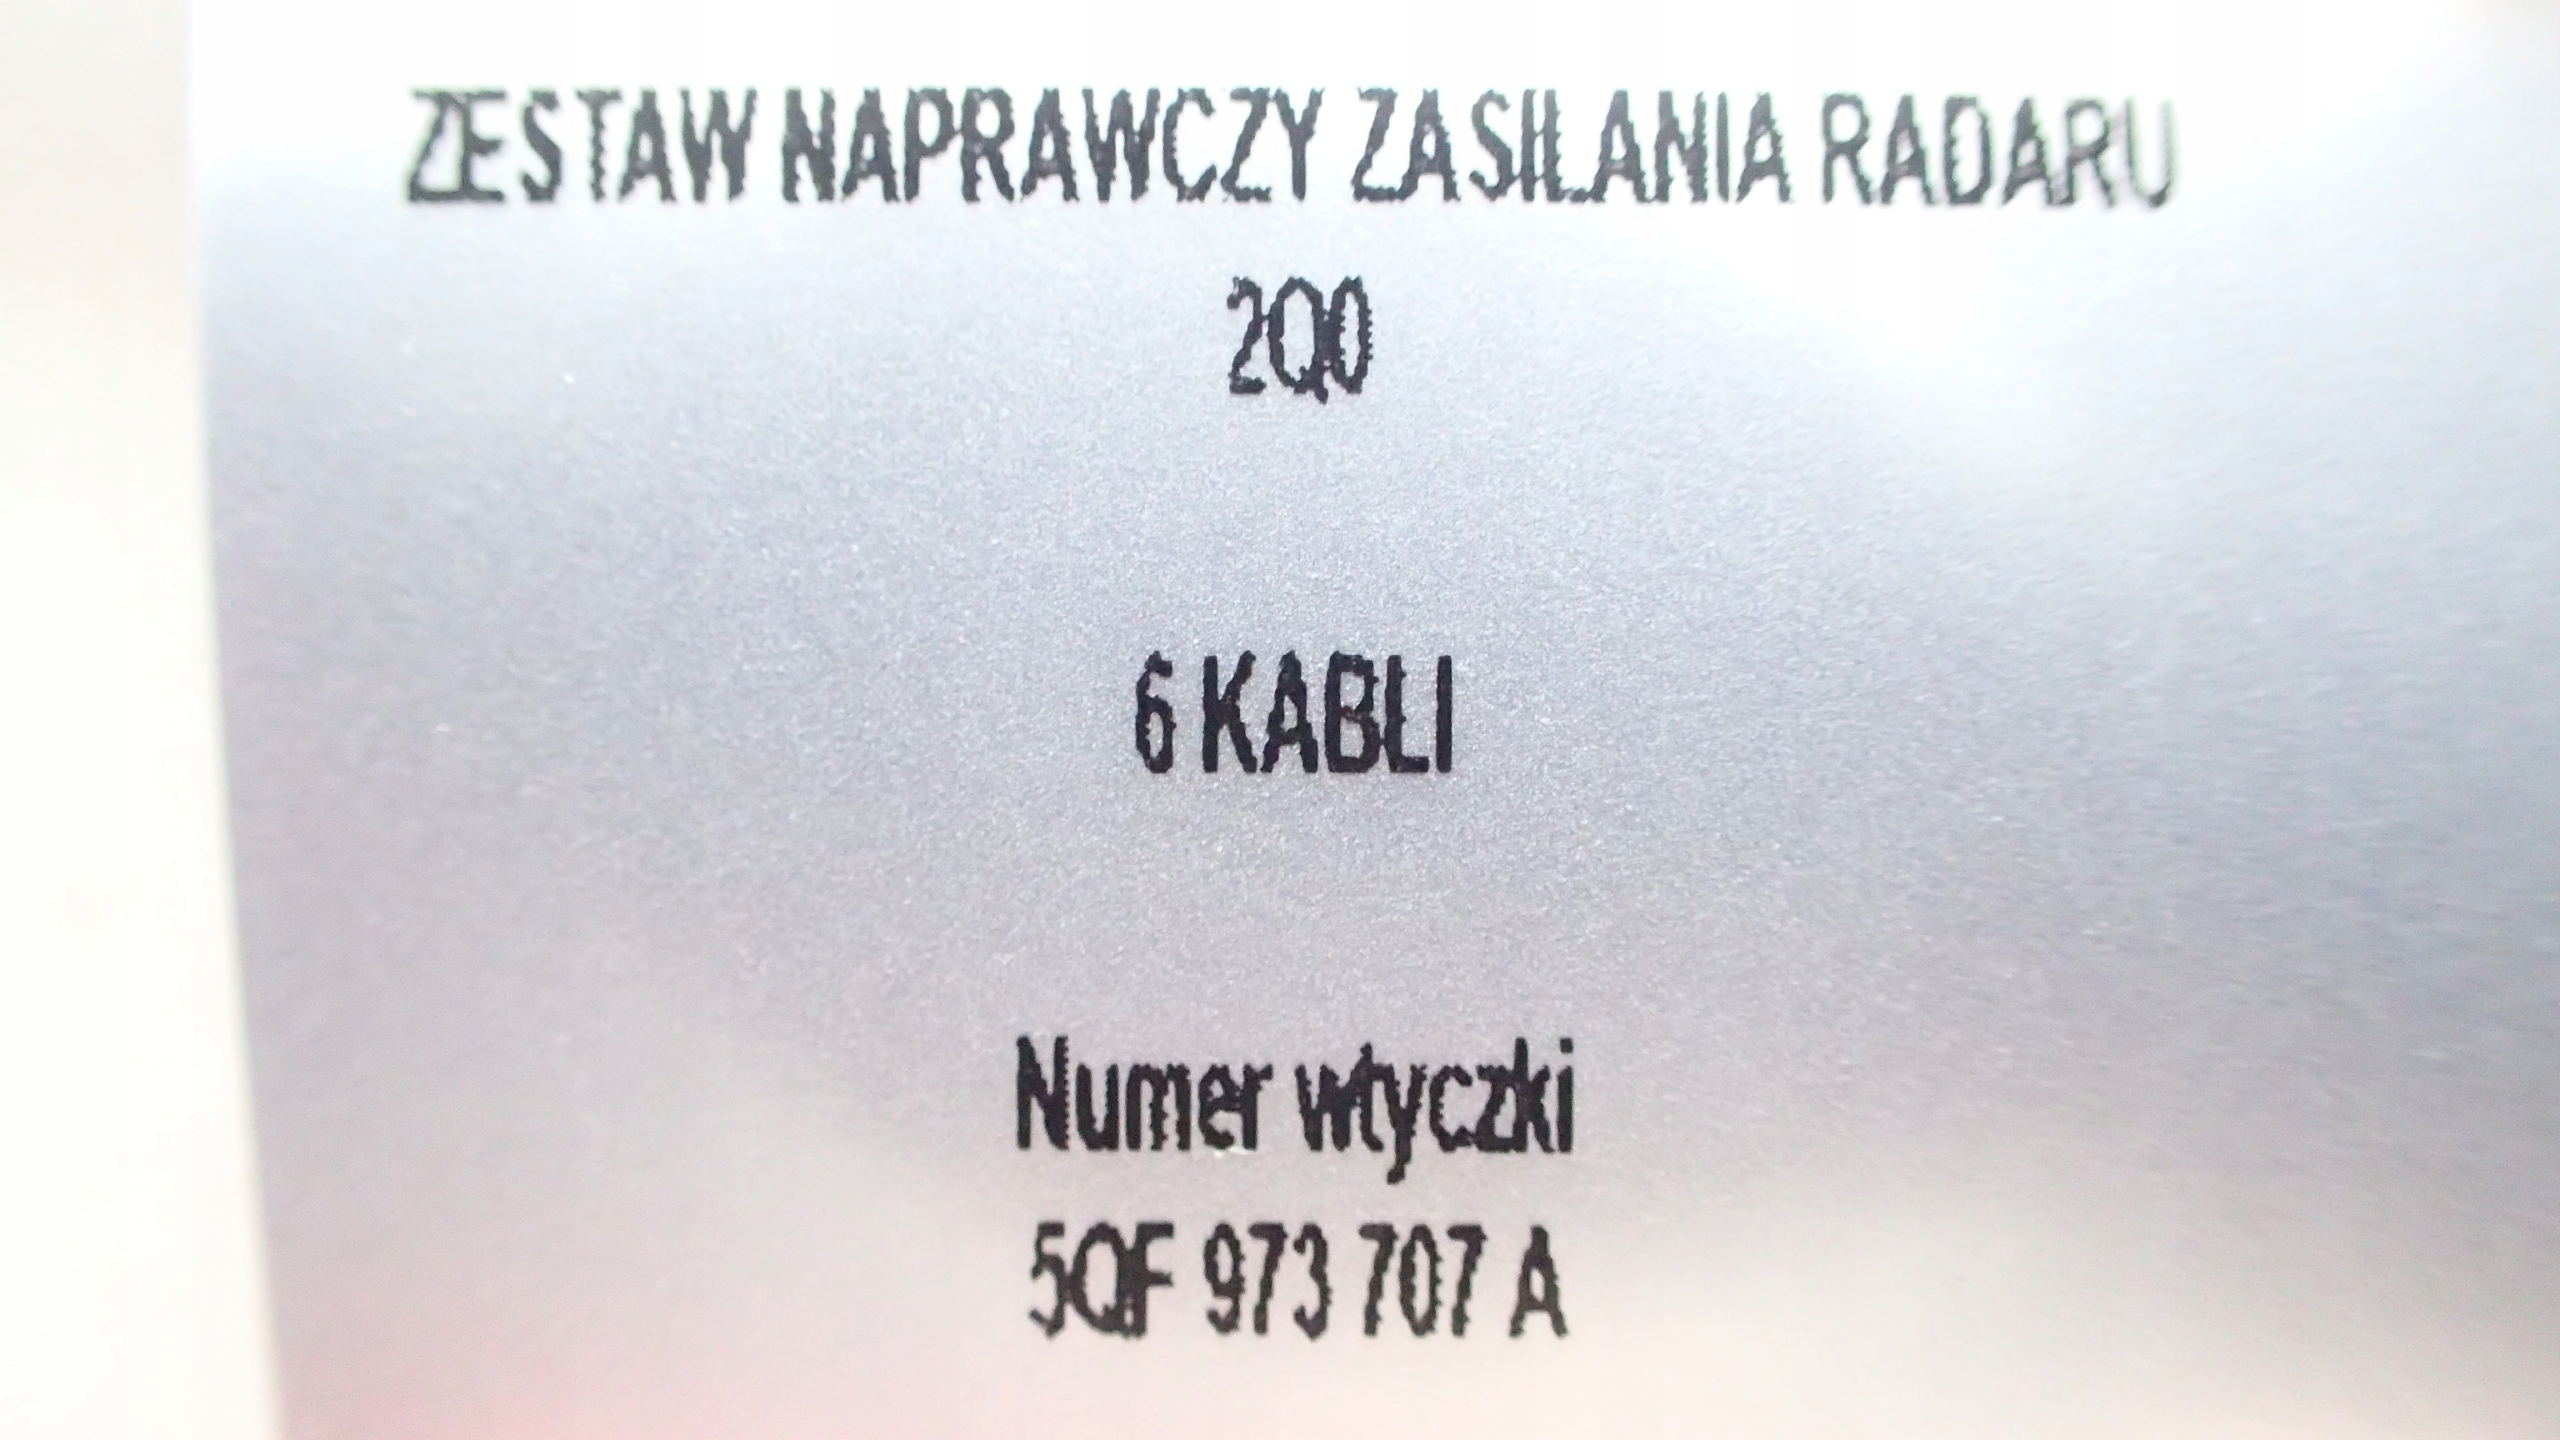 ZESTAW NAPRAWCZY ZASILANIA RADARU
2Q0
6 KABLI
Numer wtyczki
5QF 973 707 A